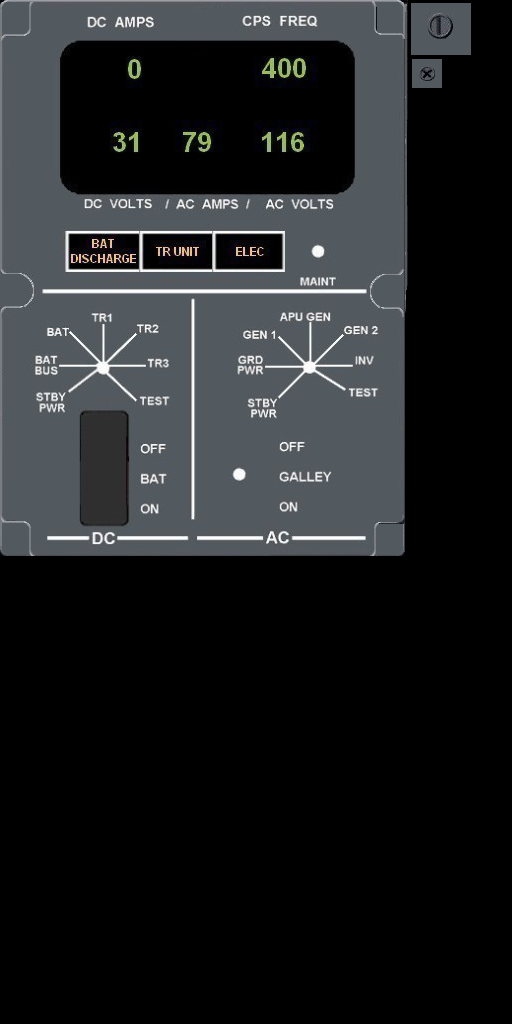 DC AMPS CPS FREQ
0 400
31 79 116
DC VOLTS / AC AMPS / AC VOLTS
BAT
DISCHARGE
TR UNIT
ELEC
MAINT
TR1
BAT TR2
BAT
BUS
TR3
STBY
PWR
TEST
APU GEN
GEN 1 GEN 2
GRD
PWR
INV
STBY
PWR
TEST
OFF
BAT
ON
OFF
GALLEY
ON
DC AC